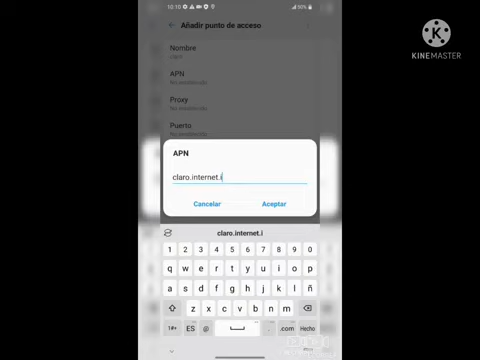 10:10
90%
Añadir punto de acceso
KINEMASTER
Nombre
claro
APN
No establecido
Proxy
No establecido
Puerto
No establecido
APN
claro.internet.i
Cancelar
Aceptar
claro.internet.i
1 2 3 4 5 6 7 8 9 0
q w e r t y u i o p
a s d f g h j k l ñ
z x c v b n m
1#+ ES @ . .com Hecho